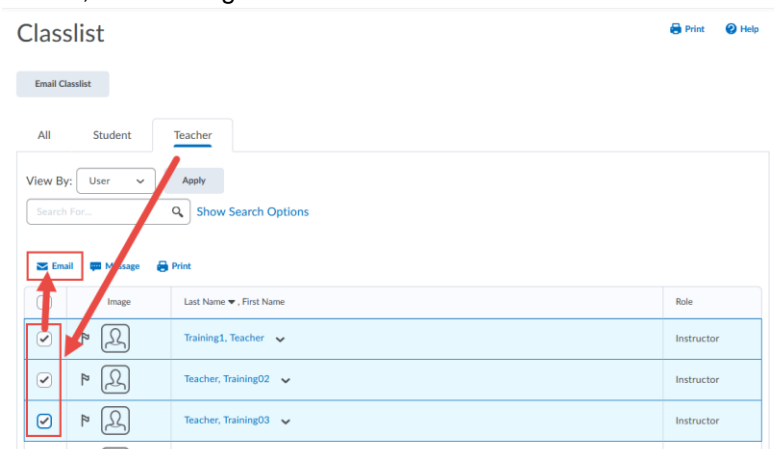 Classlist
Print Help
Email Classlist
All Student Teacher
View By: User Apply
Search For... Show Search Options
Email Message Print
Image Last Name , First Name Role
Training1, Teacher Instructor
Teacher, Training02 Instructor
Teacher, Training03 Instructor